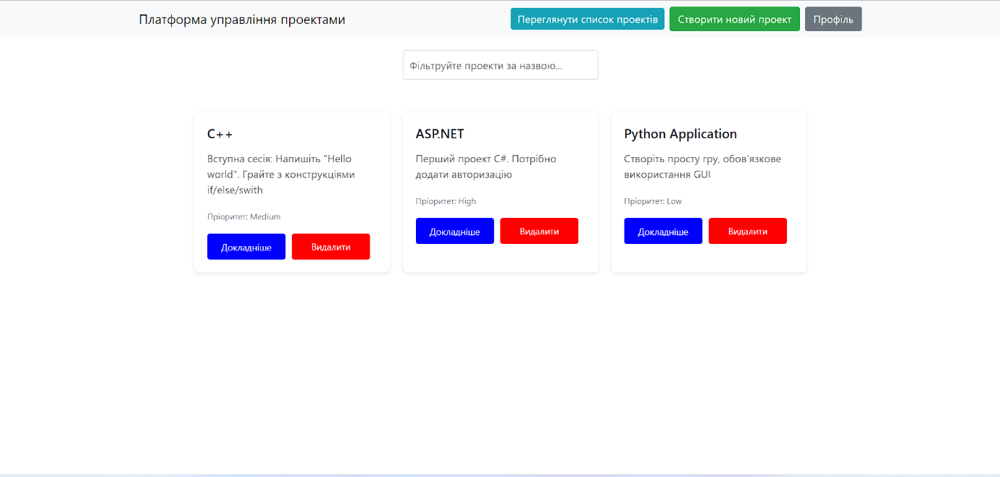 Платформа управління проектами
Переглянути список проектів
Створити новий проект
Профіль
Фільтруйте проекти за назвою...
C++
Вступна сесія: Напишіть "Hello
world". Грайте з конструкціями
if/else/swith
Пріоритет: Medium
Докладніше
Видалити
ASP.NET
Перший проект C#. Потрібно
додати авторизацію
Пріоритет: High
Докладніше
Видалити
Python Application
Створіть просту гру, обов'язкове
використання GUI
Пріоритет: Low
Докладніше
Видалити